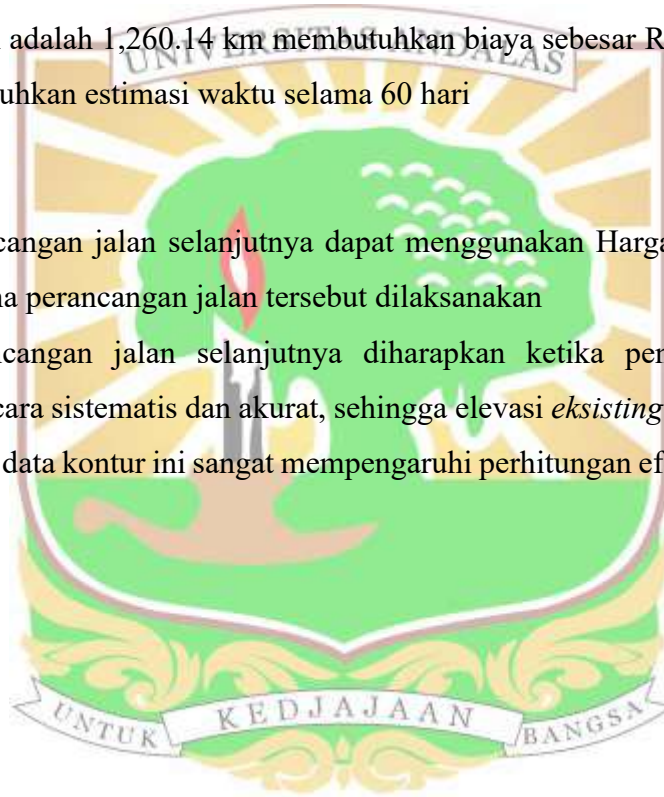 adalah 1,260.14 km membutuhkan biaya sebesar R
UNIVERSITAS ANDALAS
uhkan estimasi waktu selama 60 hari
cangan jalan selanjutnya dapat menggunakan Harga
na perancangan jalan tersebut dilaksanakan
cangan jalan selanjutnya diharapkan ketika per
cara sistematis dan akurat, sehingga elevasi eksisting
data kontur ini sangat mempengaruhi perhitungan ef
UNTUK KEDJAJAAN BANGSA